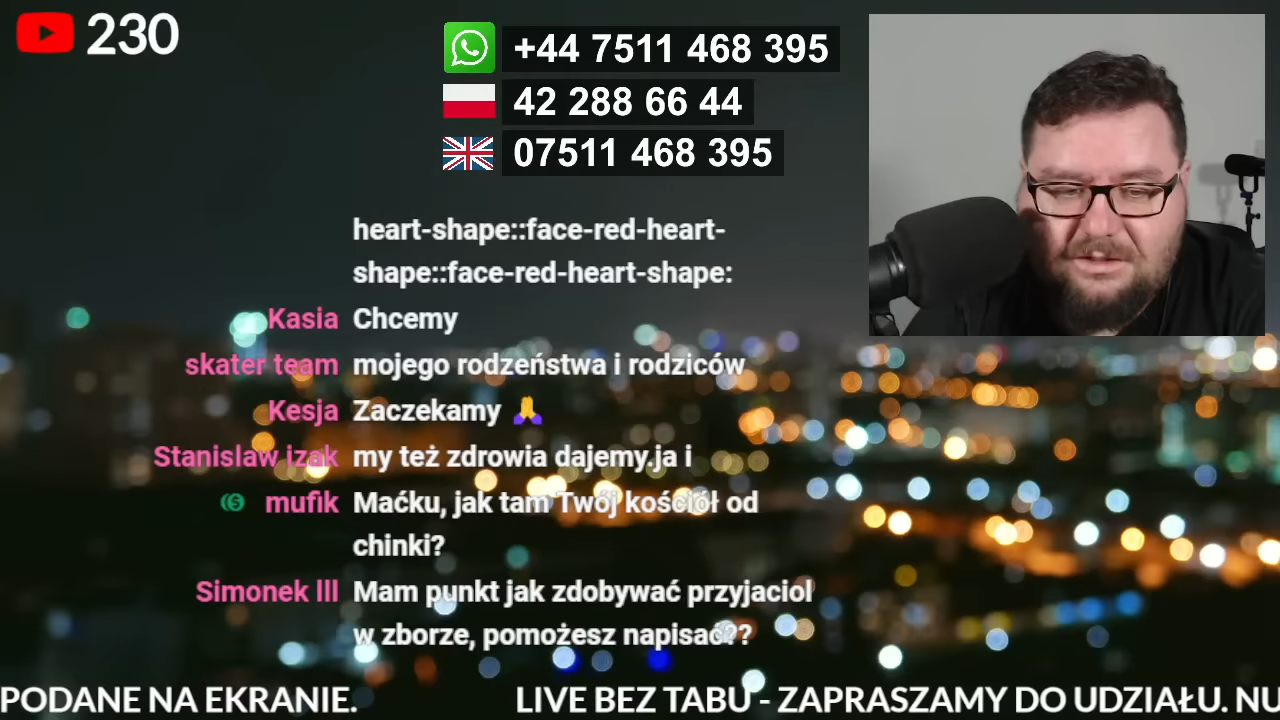 230
+44 7511 468 395
42 288 66 44
07511 468 395
heart-shape::face-red-heart-
shape::face-red-heart-shape:
Kasia Chcemy
skater team mojego rodzeństwa i rodziców
Kesja Zaczekamy 🙏
Stanislaw izak my też zdrowia dajemy,ja i
mufik Maćku, jak tam Twój kościół od
chinki?
Simonek lll Mam punkt jak zdobywać przyjaciol
w zborze, pomożesz napisać??
PODANE NA EKRANIE. LIVE BEZ TABU - ZAPRASZAMY DO UDZIAŁU. NU